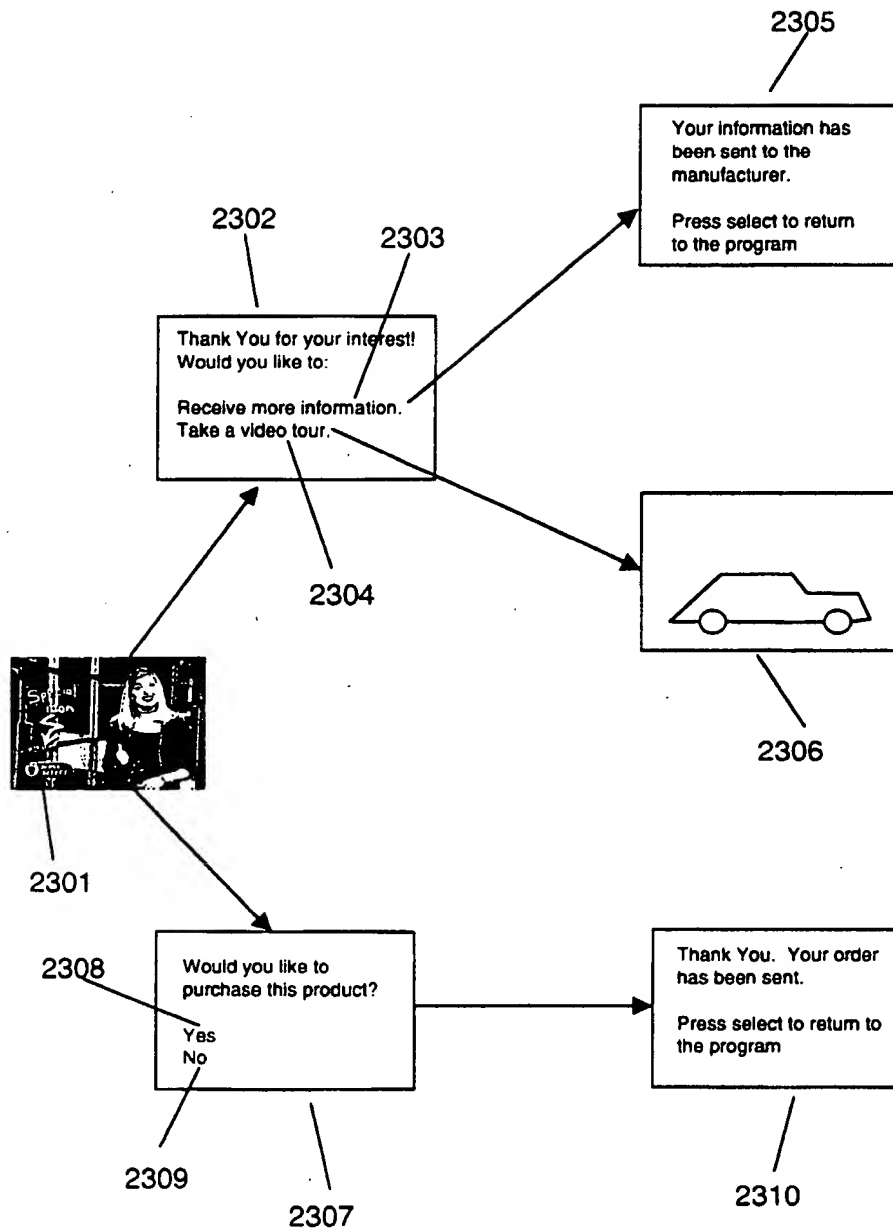 2305
Your information has
been sent to the
manufacturer.
Press select to return
to the program
2302
2303
Thank You for your interest!
Would you like to:
Receive more information.
Take a video tour.
2304
2306
2301
2308
Would you like to
purchase this product?
Yes
No
2309
2307
Thank You. Your order
has been sent.
Press select to return to
the program
2310